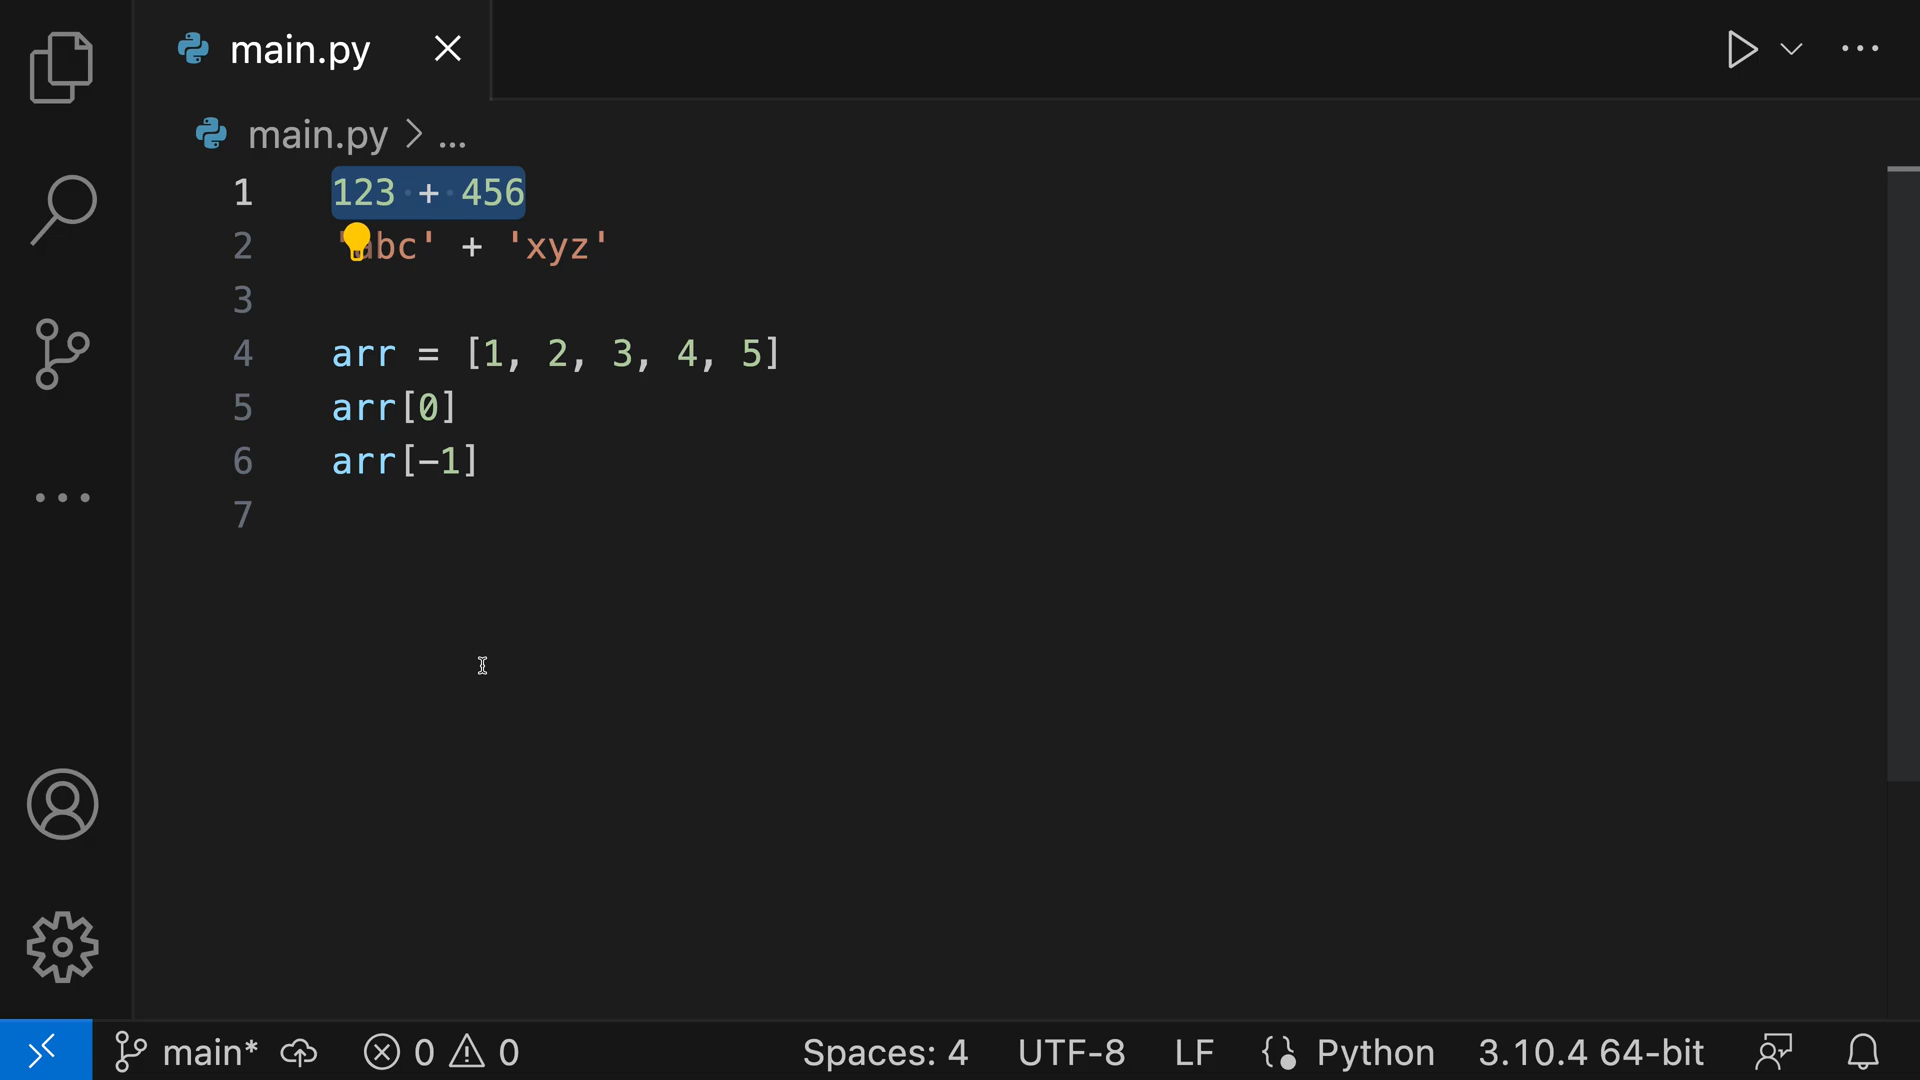 main.py
main.py > ...
1 123 + 456
2 'abc' + 'xyz'
3
4 arr = [1, 2, 3, 4, 5]
5 arr[0]
6 arr[-1]
7
main* 0 0 Spaces: 4 UTF-8 LF Python 3.10.4 64-bit